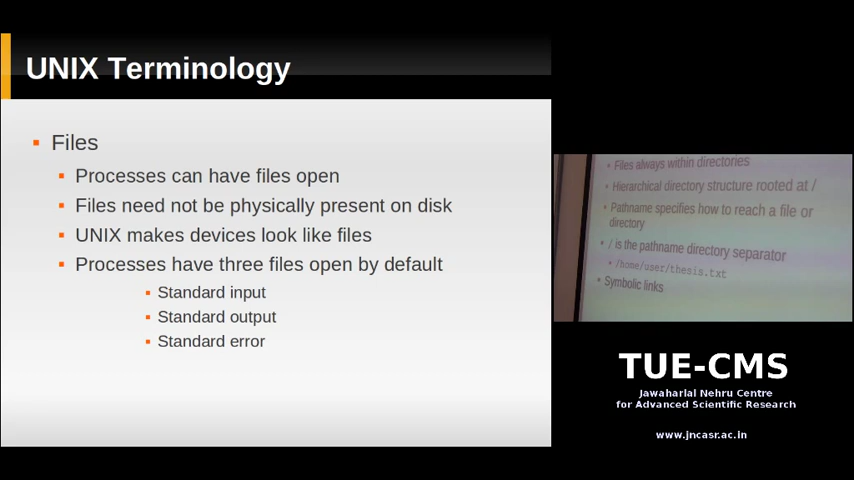 UNIX Terminology
Files
Processes can have files open
Files need not be physically present on disk
UNIX makes devices look like files
Processes have three files open by default
Standard input
Standard output
Standard error
Files always within directories
Hierarchical directory structure rooted at /
Pathname specifies how to reach a file or
directory
/ is the pathname directory separator
/home/user/thesis.txt
Symbolic links
TUE-CMS
Jawaharlal Nehru Centre
for Advanced Scientific Research
www.jncasr.ac.in